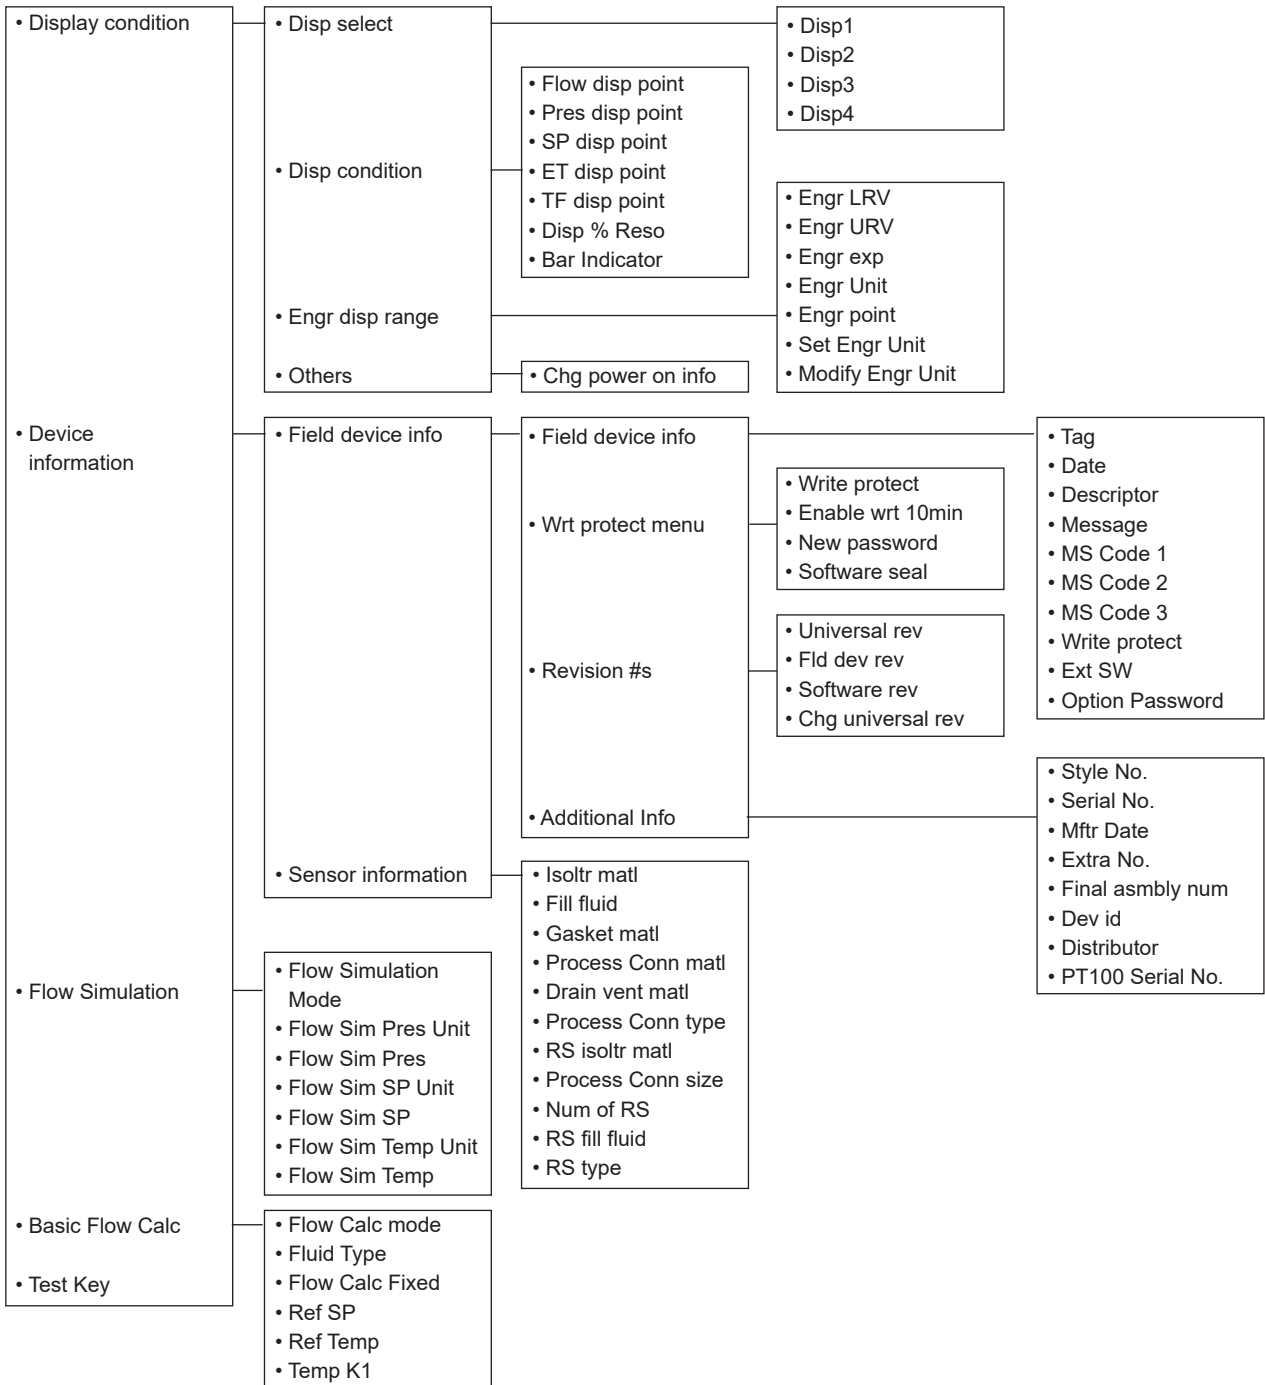 • Display condition
• Device
information
• Flow Simulation
• Basic Flow Calc
• Test Key
• Disp select
• Disp condition
• Engr disp range
• Others
• Disp1
• Disp2
• Disp3
• Disp4
• Flow disp point
• Pres disp point
• SP disp point
• ET disp point
• TF disp point
• Disp % Reso
• Bar Indicator
• Engr LRV
• Engr URV
• Engr exp
• Engr Unit
• Engr point
• Set Engr Unit
• Modify Engr Unit
• Chg power on info
• Field device info
• Sensor information
• Field device info
• Wrt protect menu
• Revision #s
• Additional Info
• Tag
• Date
• Descriptor
• Message
• MS Code 1
• MS Code 2
• MS Code 3
• Write protect
• Ext SW
• Option Password
• Write protect
• Enable wrt 10min
• New password
• Software seal
• Universal rev
• Fld dev rev
• Software rev
• Chg universal rev
• Style No.
• Serial No.
• Mftr Date
• Extra No.
• Final asmbly num
• Dev id
• Distributor
• PT100 Serial No.
• Isoltr matl
• Fill fluid
• Gasket matl
• Process Conn matl
• Drain vent matl
• Process Conn type
• RS isoltr matl
• Process Conn size
• Num of RS
• RS fill fluid
• RS type
• Flow Simulation
Mode
• Flow Sim Pres Unit
• Flow Sim Pres
• Flow Sim SP Unit
• Flow Sim SP
• Flow Sim Temp Unit
• Flow Sim Temp
• Flow Calc mode
• Fluid Type
• Flow Calc Fixed
• Ref SP
• Ref Temp
• Temp K1